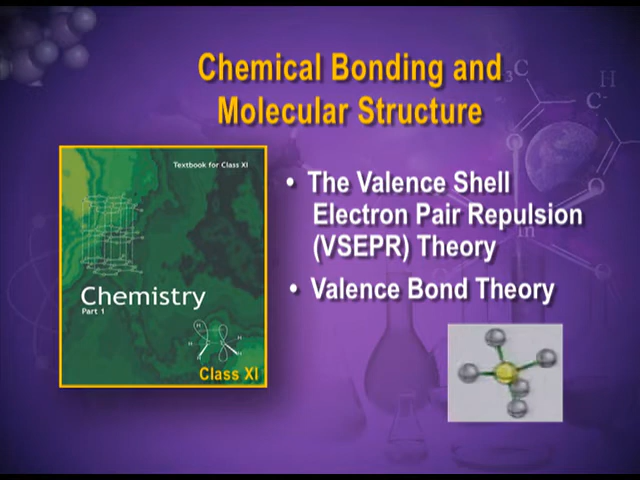 Chemical Bonding and
Molecular Structure
Textbook for Class XI
Chemistry
Part 1
Class XI
• The Valence Shell
Electron Pair Repulsion
(VSEPR) Theory
• Valence Bond Theory